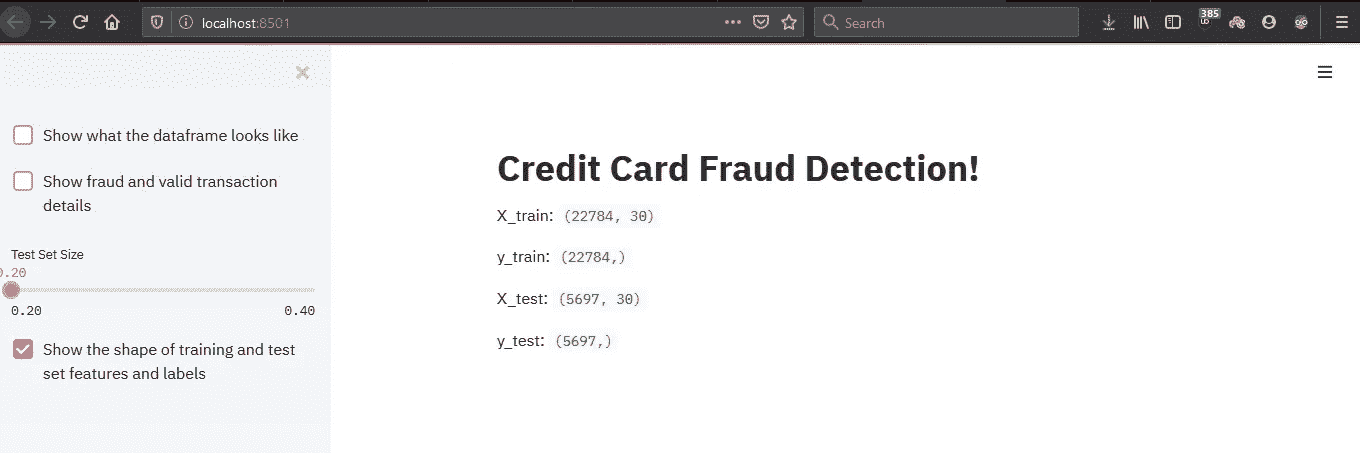 localhost:8501
Search
385
Show what the dataframe looks like
Show fraud and valid transaction
details
Test Set Size
0.20
0.20 0.40
Show the shape of training and test
set features and labels
Credit Card Fraud Detection!
X_train: (22784, 30)
y_train: (22784,)
X_test: (5697, 30)
y_test: (5697,)